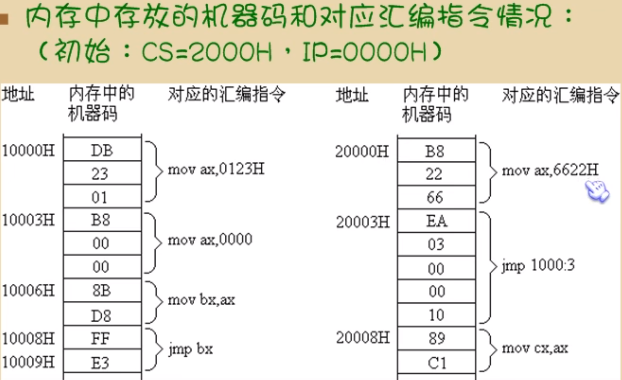 内存中存放的机器码和对应汇编指令情况：
（初始：CS=2000H，IP=0000H）
地址 内存中的机器码 对应的汇编指令 地址 内存中的机器码 对应的汇编指令
10000H DB 20000H B8
23 mov ax,0123H 22 mov ax,6622H
01 66
10003H B8 20003H EA
00 mov ax,0000 03
00 00 jmp 1000:3
10006H 8B 00
D8 mov bx,ax 10
10008H FF 20008H 89
10009H E3 jmp bx C1 mov cx,ax